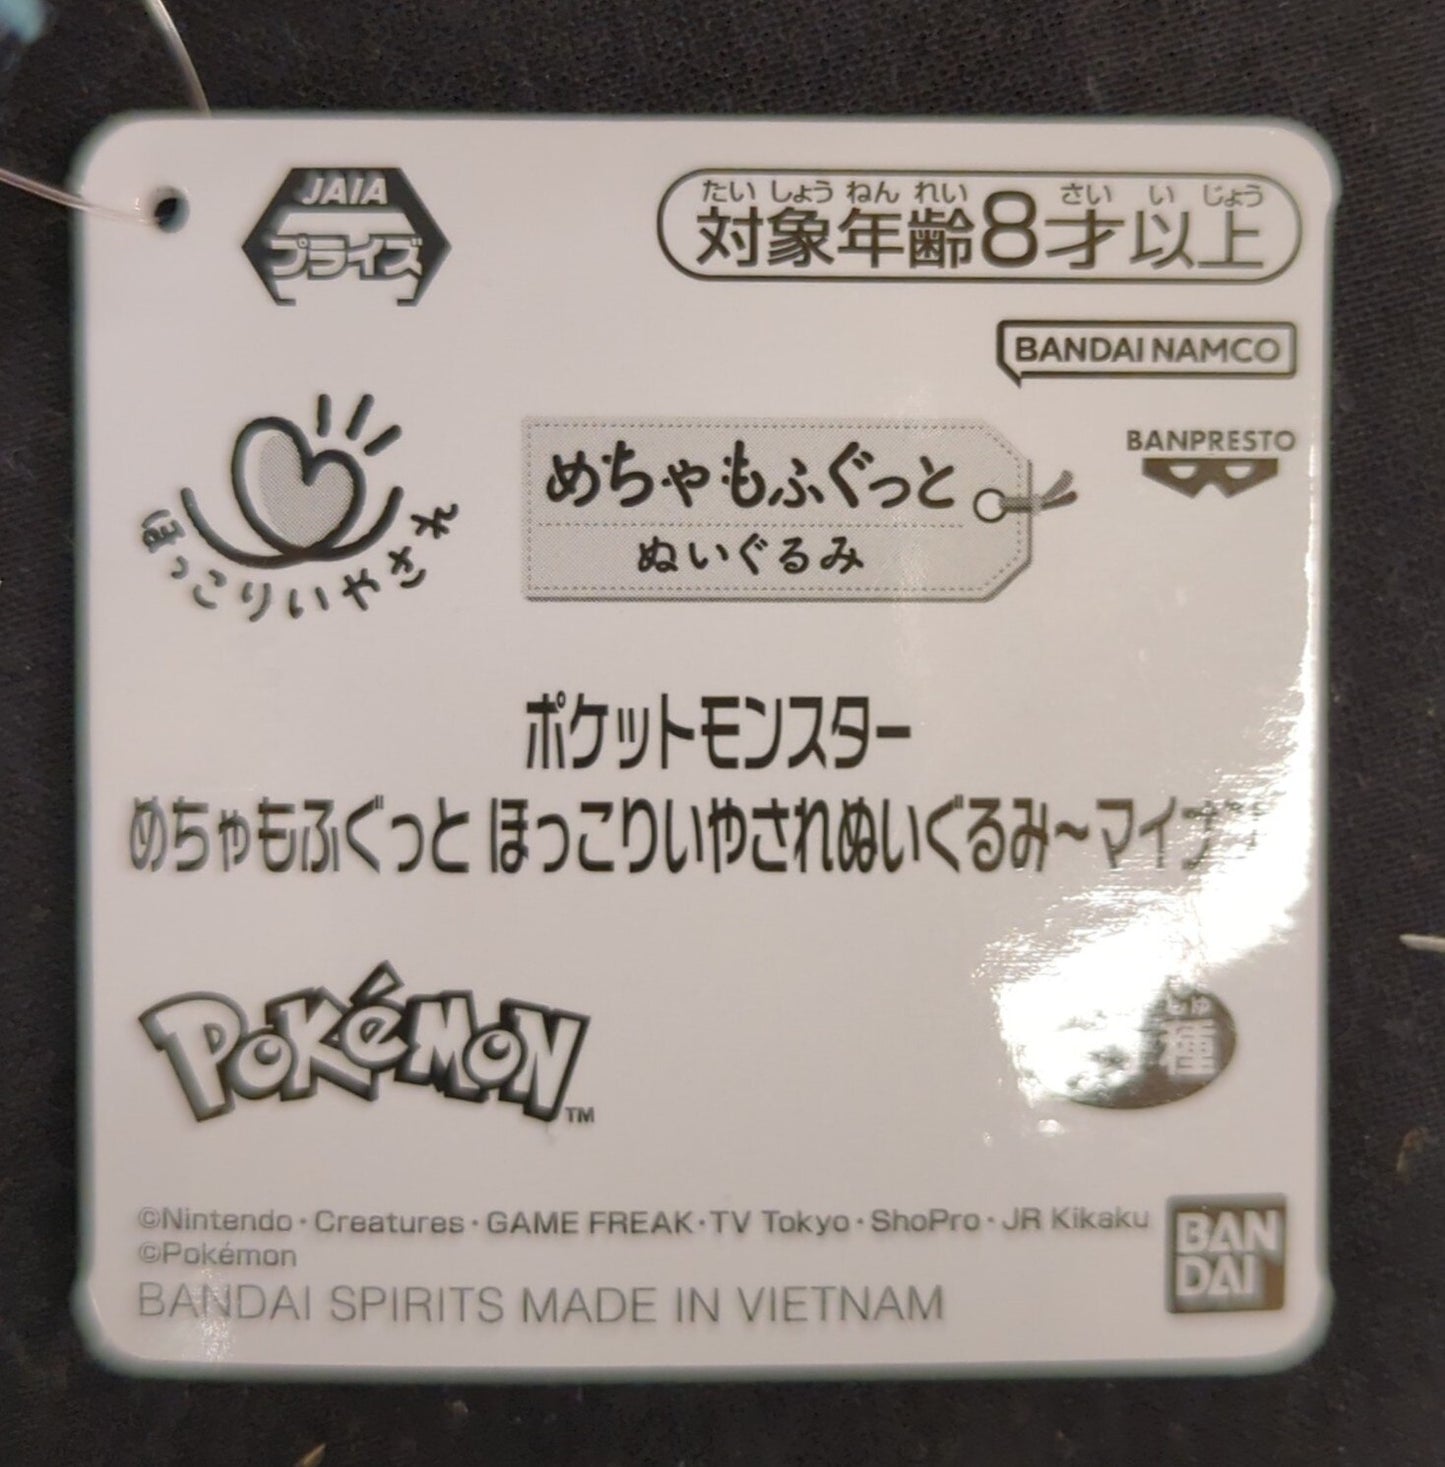 JAIA
プライズ
たいしょうねんれい さい い じょう
対象年齢8才以上
BANDAI NAMCO
BANPRESTO
ほっこりいやされ
めちゃもふぐっと
ぬいぐるみ
ポケットモンスター
めちゃもふぐっと ほっこりいやされぬいぐるみ～マイナン
しゅ
種
POKéMON
TM
©Nintendo・Creatures・GAME FREAK・TV Tokyo・ShoPro・JR Kikaku
©Pokémon
BANDAI SPIRITS MADE IN VIETNAM
BAN
DAI